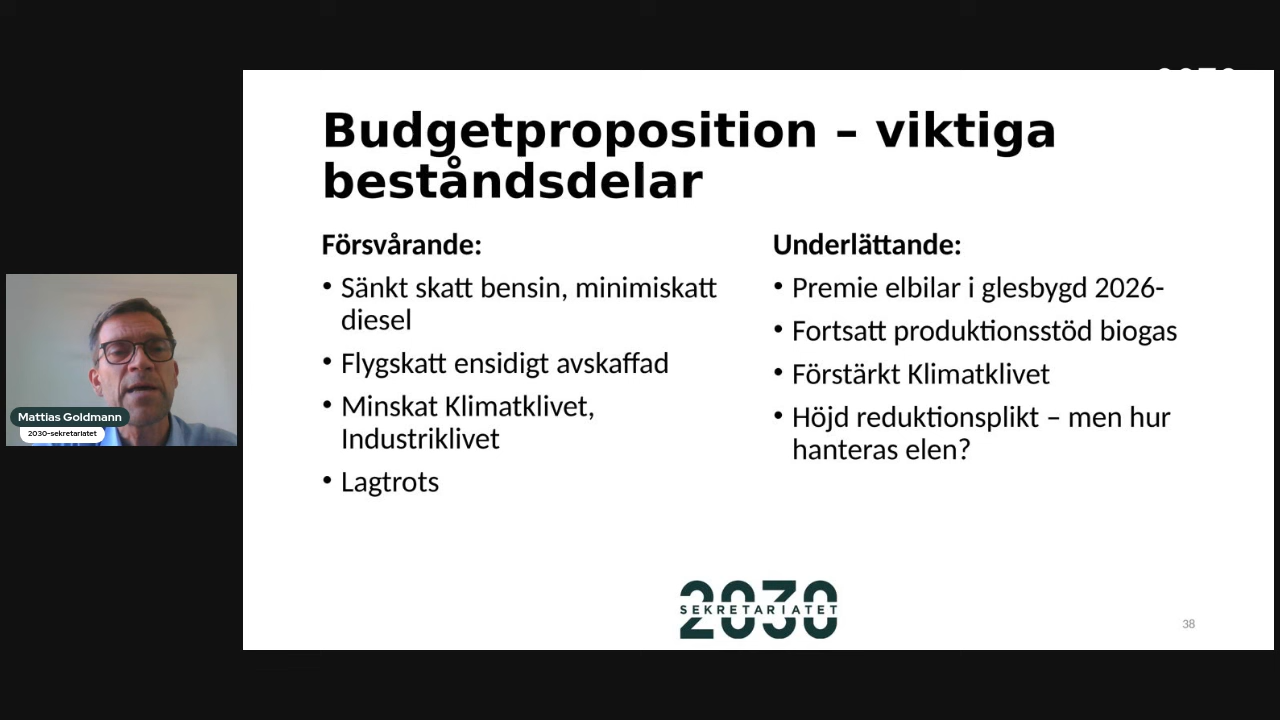 Budgetproposition – viktiga
beståndsdelar
Försvårande:
• Sänkt skatt bensin, minimiskatt
diesel
• Flygskatt ensidigt avskaffad
• Minskat Klimatklivet,
Industriklivet
• Lagtrots
Underlättande:
• Premie elbilar i glesbygd 2026-
• Fortsatt produktionsstöd biogas
• Förstärkt Klimatklivet
• Höjd reduktionsplikt – men hur
hanteras elen?
Mattias Goldmann
2030-sekretariatet
2030
SEKRETARIATET
38